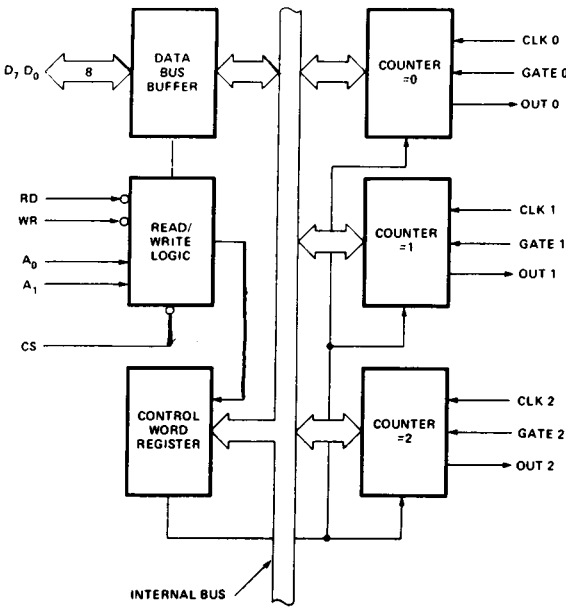 D7 D0
8
DATA
BUS
BUFFER
COUNTER
=0
CLK 0
GATE 0
OUT 0
RD
WR
A0
A1
CS
READ/
WRITE
LOGIC
COUNTER
=1
CLK 1
GATE 1
OUT 1
CONTROL
WORD
REGISTER
COUNTER
=2
CLK 2
GATE 2
OUT 2
INTERNAL BUS